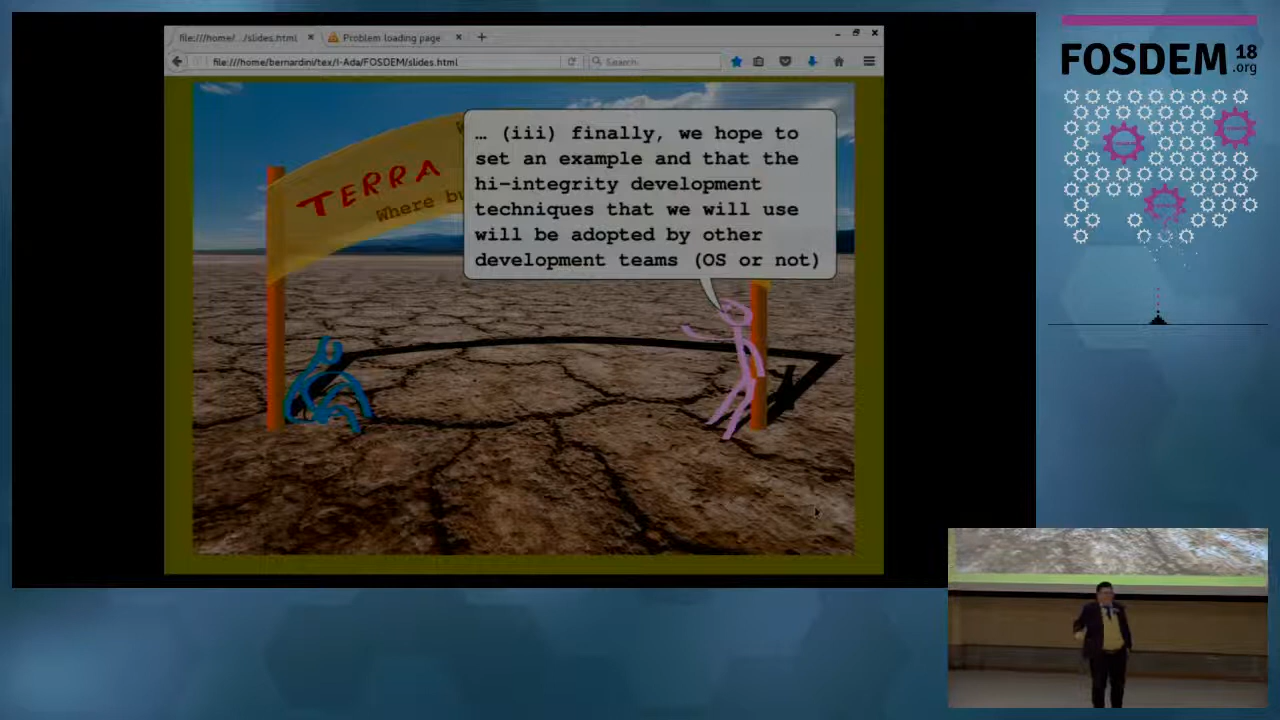 file:///home/.../slides.html
Problem loading page
file:///home/bernardini/tex/I-Ada/FOSDEM/slides.html
Search
TERRA
Where
… (iii) finally, we hope to
set an example and that the
hi-integrity development
techniques that we will use
will be adopted by other
development teams (OS or not)
FOSDEM 18
.org